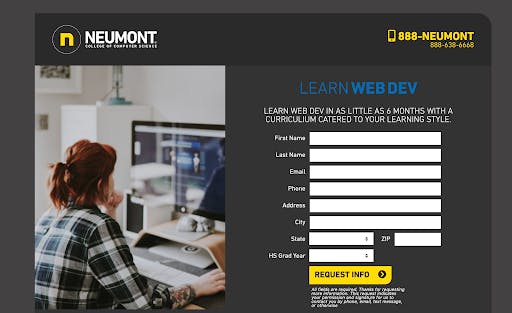 n NEUMONT
COLLEGE OF COMPUTER SCIENCE
888-NEUMONT
888-638-6668
LEARN WEB DEV
LEARN WEB DEV IN AS LITTLE AS 6 MONTHS WITH A
CURRICULIUM CATERED TO YOUR LEARNING STYLE.
First Name
Last Name
Email
Phone
Address
City
State ZIP
HS Grad Year
REQUEST INFO
All fields are required. Thanks for requesting
more information. This request indicates
your permission and signature for us to
contact you by phone, email, text message,
or otherwise